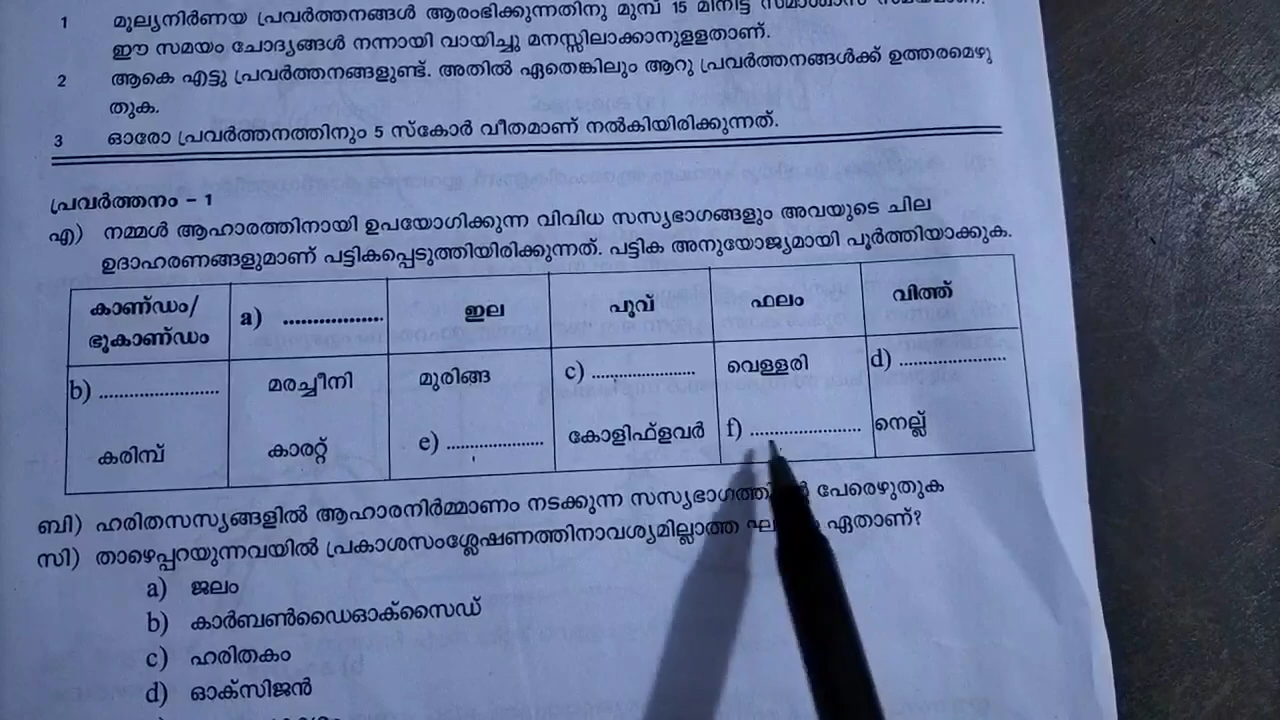 1 മൂല്യനിർണയ പ്രവർത്തനങ്ങൾ ആരംഭിക്കുന്നതിനു മുമ്പ് 15 മിനിട്ട് സമാശ്വാസ സമയമാണ്.
ഈ സമയം ചോദ്യങ്ങൾ നന്നായി വായിച്ചു മനസ്സിലാക്കാനുള്ളതാണ്.
2 ആകെ എട്ടു പ്രവർത്തനങ്ങളുണ്ട്. അതിൽ ഏതെങ്കിലും ആറു പ്രവർത്തനങ്ങൾക്ക് ഉത്തരമെഴു
തുക.
3 ഓരോ പ്രവർത്തനത്തിനും 5 സ്കോർ വീതമാണ് നൽകിയിരിക്കുന്നത്.
പ്രവർത്തനം – 1
എ) നമ്മൾ ആഹാരത്തിനായി ഉപയോഗിക്കുന്ന വിവിധ സസ്യഭാഗങ്ങളും അവയുടെ ചില
ഉദാഹരണങ്ങളുമാണ് പട്ടികപ്പെടുത്തിയിരിക്കുന്നത്. പട്ടിക അനുയോജ്യമായി പൂർത്തിയാക്കുക.
കാണ്ഡം/ a) .................. ഇല പൂവ് ഫലം വിത്ത്
ഭൂകാണ്ഡം
b) ...................... മരച്ചീനി മുരിങ്ങ c) ...................... വെള്ളരി d) ......................
കരിമ്പ് കാരറ്റ് e) ...................... കോളിഫ്ളവർ f) ...................... നെല്ല്
ബി) ഹരിതസസ്യങ്ങളിൽ ആഹാരനിർമ്മാണം നടക്കുന്ന പേരെഴുതുക
സി) താഴെപ്പറയുന്നവയിൽ പ്രകാശസംശ്ലേഷണത്തിനാവശ്യമില്ലാത്ത ഏതാണ്?
a) ജലം
b) കാർബൺഡൈഓക്സൈഡ്
c) ഹരിതകം
d) ഓക്സിജൻ